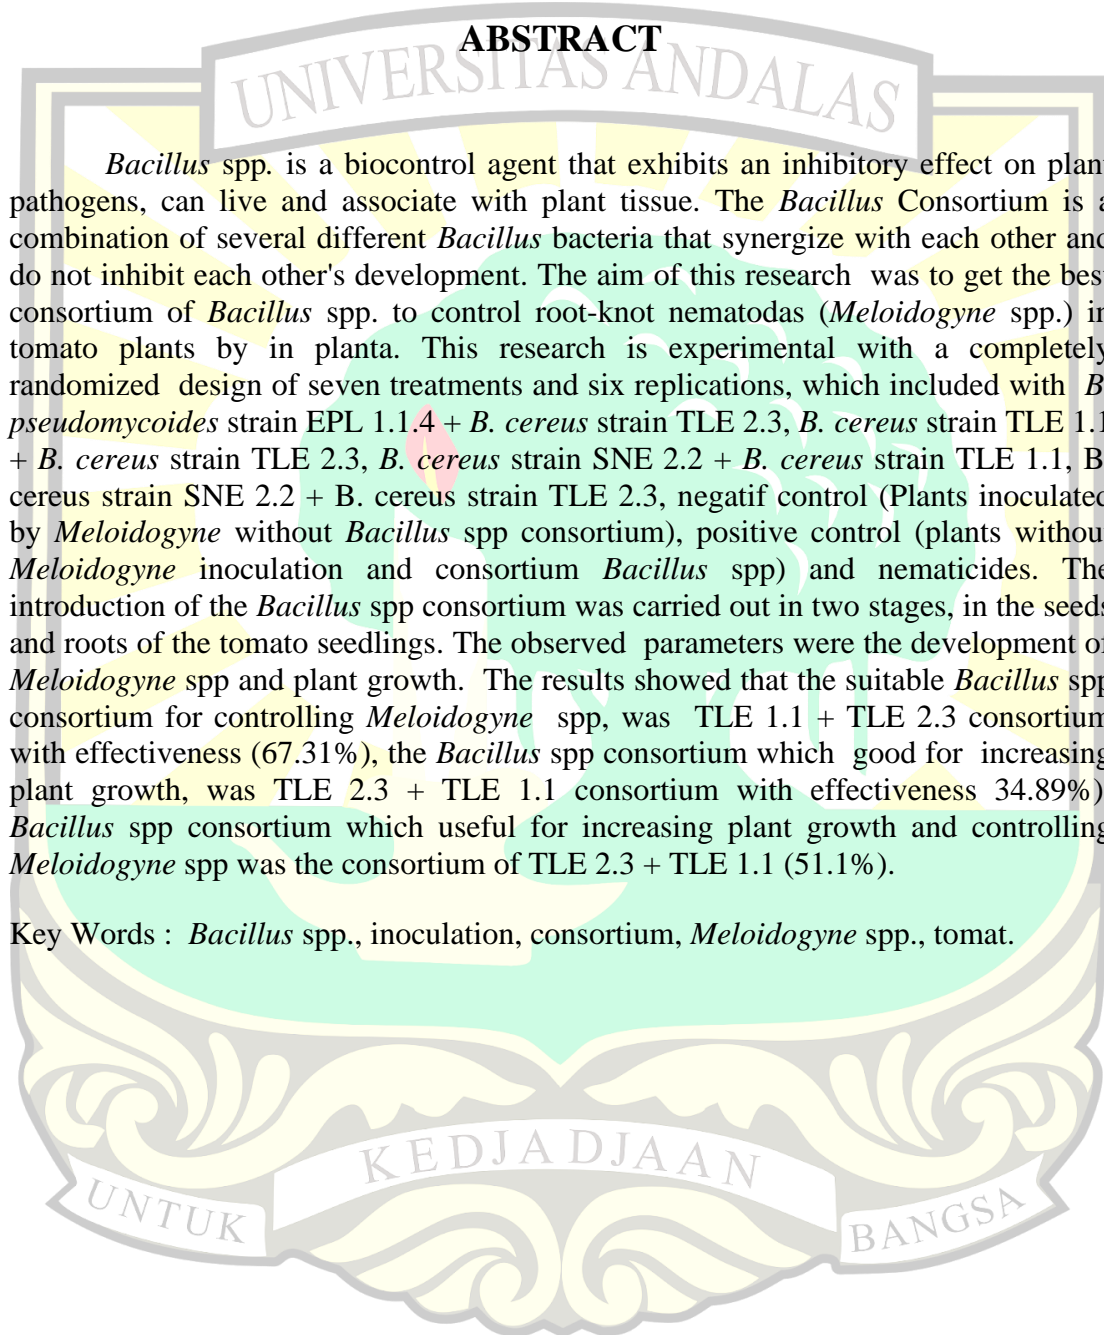 ABSTRACT
UNIVERSITAS ANDALAS
Bacillus spp. is a biocontrol agent that exhibits an inhibitory effect on plant
pathogens, can live and associate with plant tissue. The Bacillus Consortium is a
combination of several different Bacillus bacteria that synergize with each other and
do not inhibit each other's development. The aim of this research was to get the best
consortium of Bacillus spp. to control root-knot nematodas (Meloidogyne spp.) in
tomato plants by in planta. This research is experimental with a completely
randomized design of seven treatments and six replications, which included with B.
pseudomycoides strain EPL 1.1.4 + B. cereus strain TLE 2.3, B. cereus strain TLE 1.1
+ B. cereus strain TLE 2.3, B. cereus strain SNE 2.2 + B. cereus strain TLE 1.1, B.
cereus strain SNE 2.2 + B. cereus strain TLE 2.3, negatif control (Plants inoculated
by Meloidogyne without Bacillus spp consortium), positive control (plants without
Meloidogyne inoculation and consortium Bacillus spp) and nematicides. The
introduction of the Bacillus spp consortium was carried out in two stages, in the seeds
and roots of the tomato seedlings. The observed parameters were the development of
Meloidogyne spp and plant growth. The results showed that the suitable Bacillus spp
consortium for controlling Meloidogyne spp, was TLE 1.1 + TLE 2.3 consortium
with effectiveness (67.31%), the Bacillus spp consortium which good for increasing
plant growth, was TLE 2.3 + TLE 1.1 consortium with effectiveness 34.89%)
Bacillus spp consortium which useful for increasing plant growth and controlling
Meloidogyne spp was the consortium of TLE 2.3 + TLE 1.1 (51.1%).
Key Words : Bacillus spp., inoculation, consortium, Meloidogyne spp., tomat.
UNTUK KEDJADJAAN BANGSA